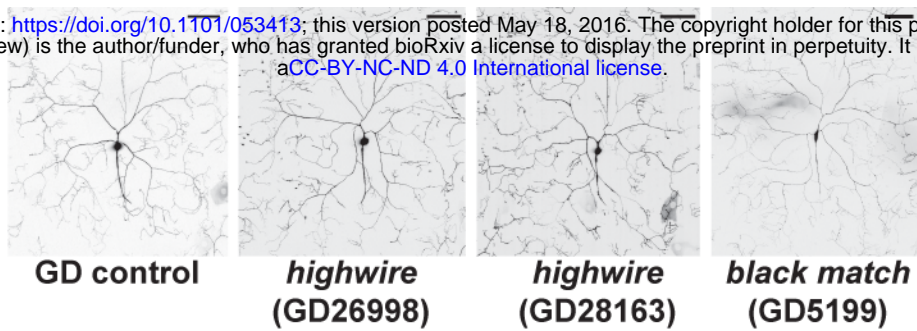 : https://doi.org/10.1101/053413; this version posted May 18, 2016. The copyright holder for this p
ew) is the author/funder, who has granted bioRxiv a license to display the preprint in perpetuity. It
aCC-BY-NC-ND 4.0 International license.
GD control highwire highwire black match
(GD26998) (GD28163) (GD5199)